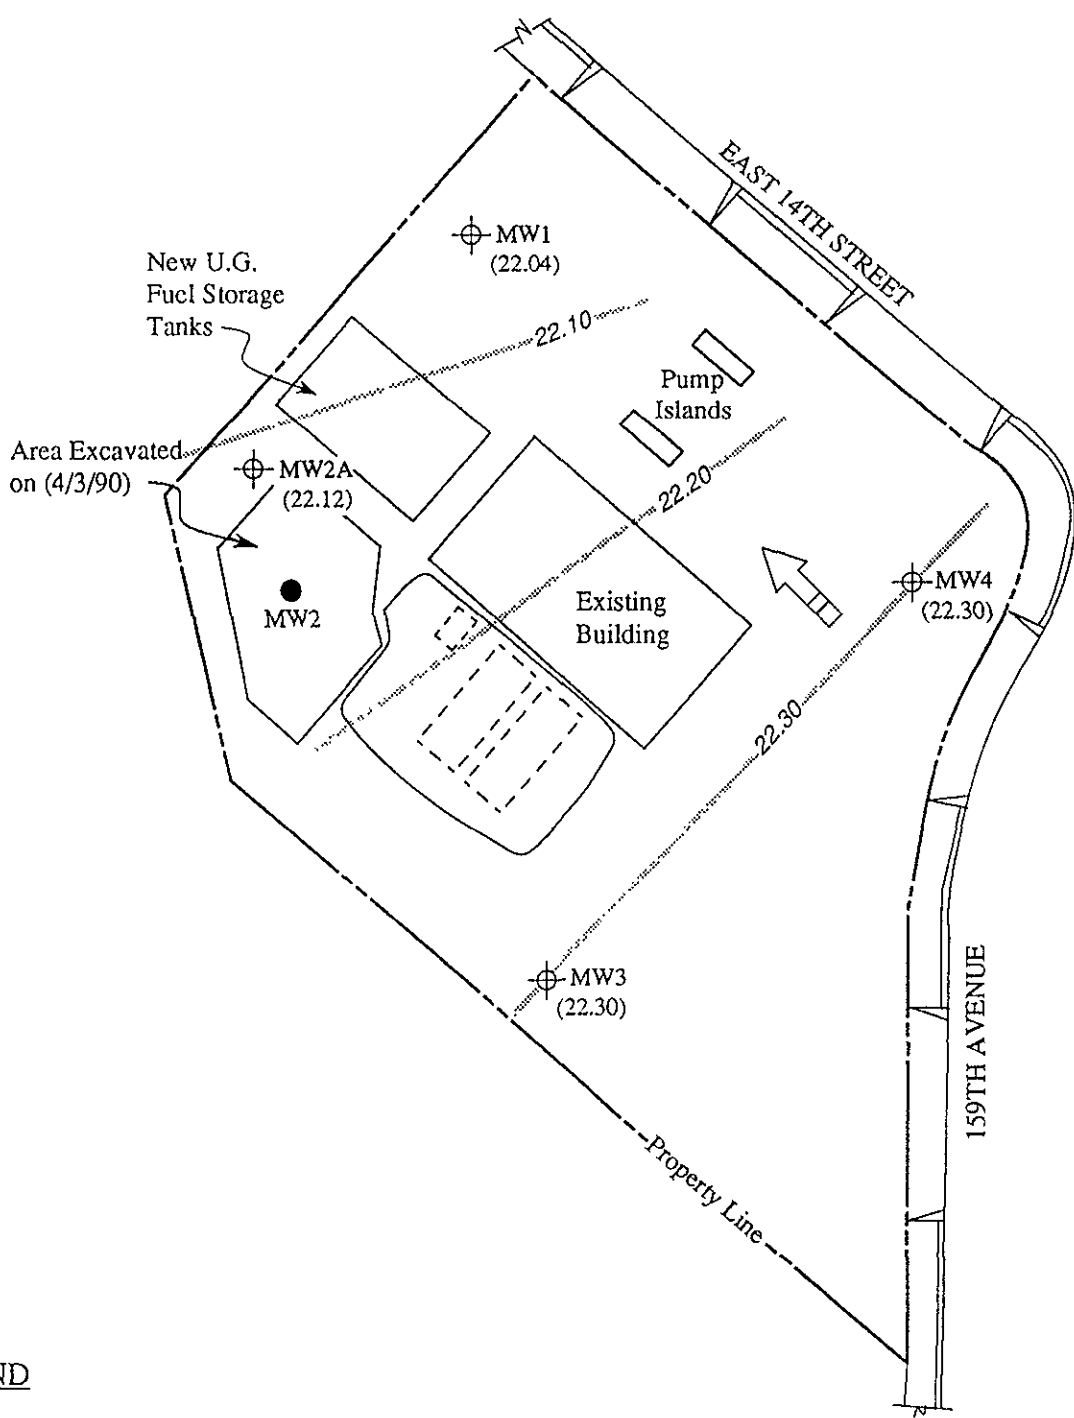 EAST 14TH STREET
MW1
(22.04)
New U.G.
Fuel Storage
Tanks
22.10
Pump
Islands
Area Excavated
on (4/3/90)
MW2A
(22.12)
22.20
MW2
Existing
Building
MW4
(22.30)
22.30
MW3
(22.30)
159TH AVENUE
Property Line
ND